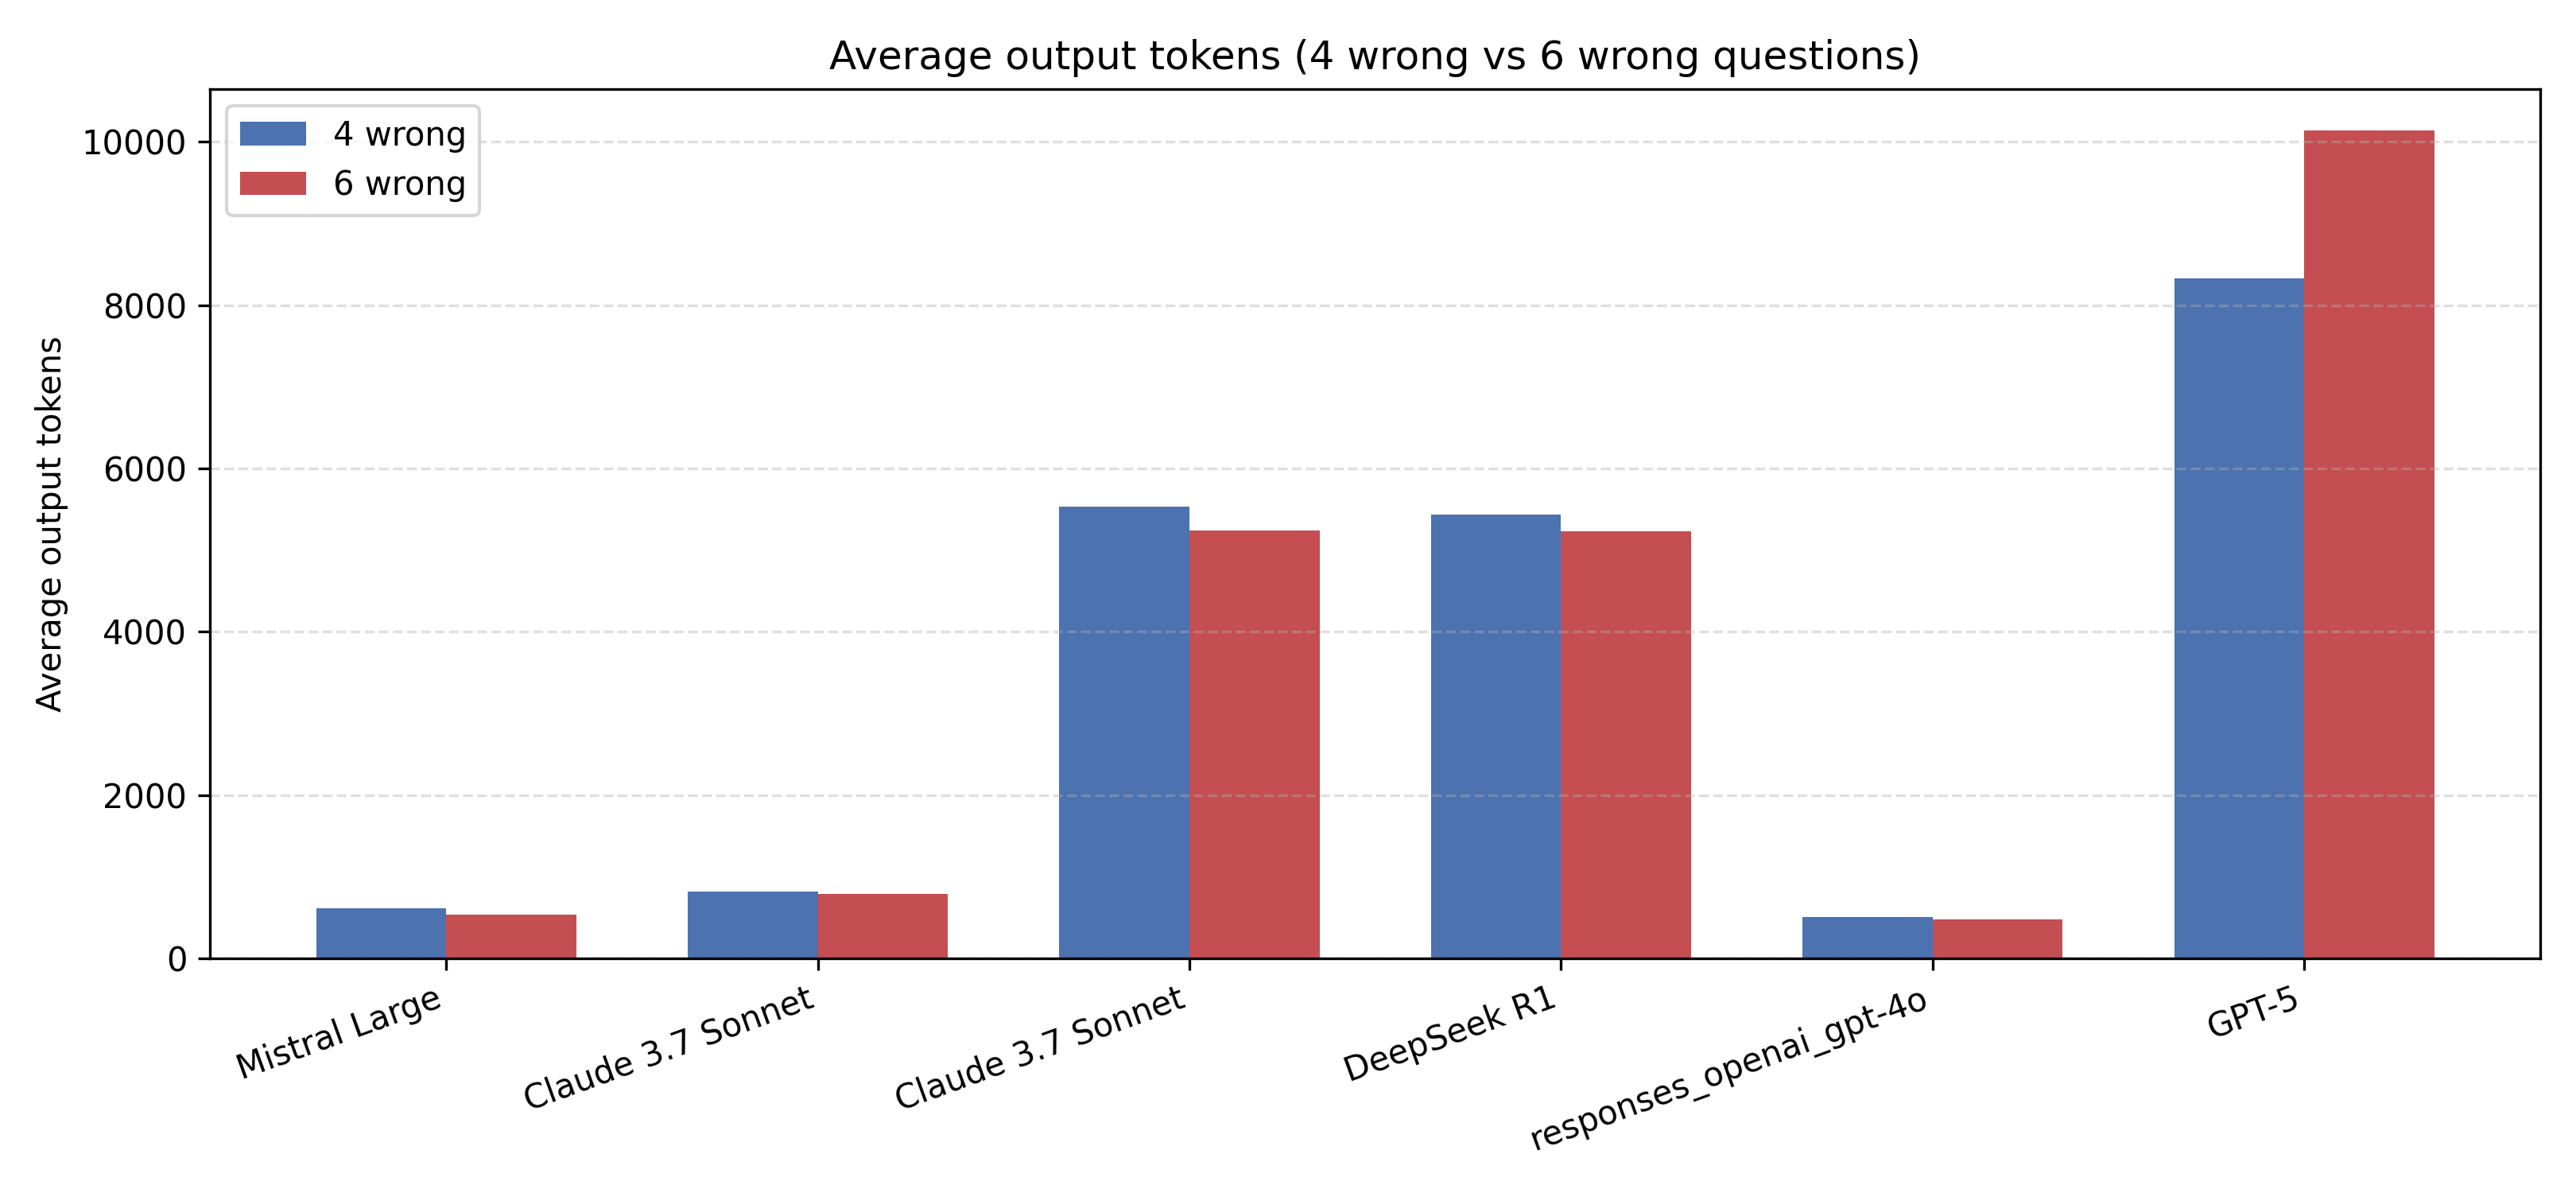 Average output tokens (4 wrong vs 6 wrong questions)
4 wrong
6 wrong
Average output tokens
10000
8000
6000
4000
2000
0
Mistral Large
Claude 3.7 Sonnet
Claude 3.7 Sonnet
DeepSeek R1
responses_openai_gpt-4o
GPT-5